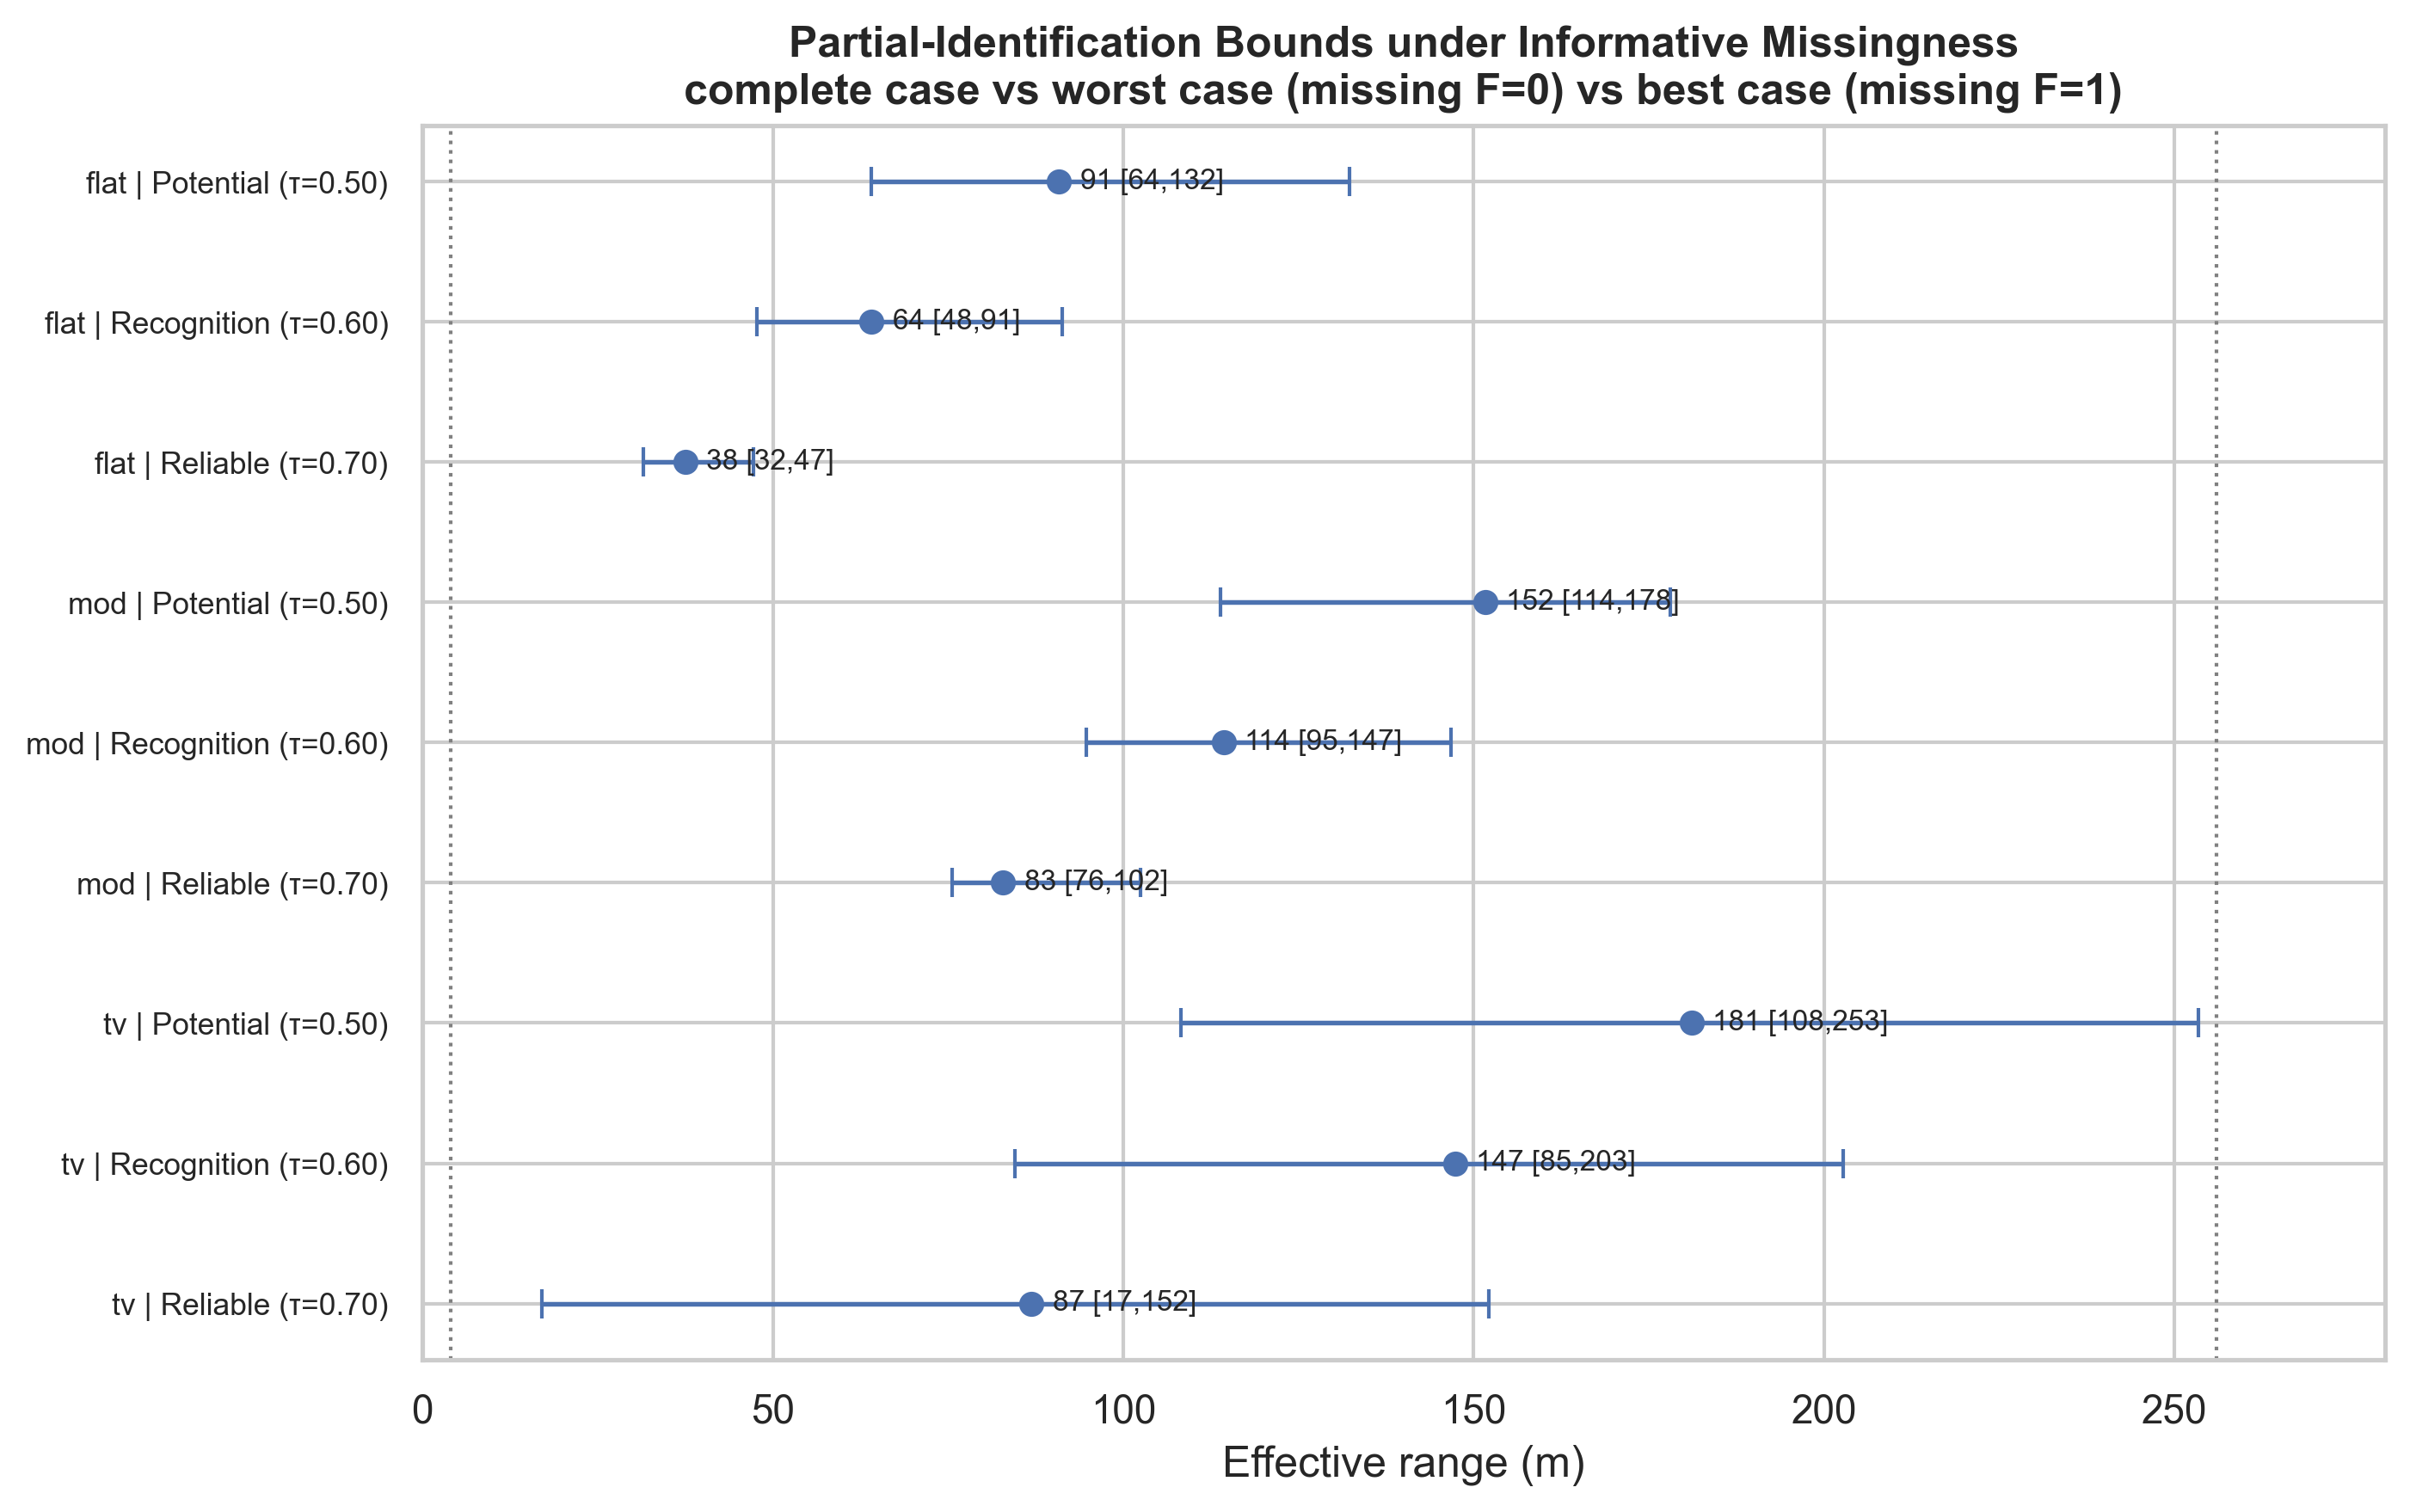 Partial-Identification Bounds under Informative Missingness
complete case vs worst case (missing F=0) vs best case (missing F=1)
flat | Potential (τ=0.50)
91 [64,132]
flat | Recognition (τ=0.60)
64 [48,91]
flat | Reliable (τ=0.70)
38 [32,47]
mod | Potential (τ=0.50)
152 [114,178]
mod | Recognition (τ=0.60)
114 [95,147]
mod | Reliable (τ=0.70)
83 [76,102]
tv | Potential (τ=0.50)
181 [108,253]
tv | Recognition (τ=0.60)
147 [85,203]
tv | Reliable (τ=0.70)
87 [17,152]
0 50 100 150 200 250
Effective range (m)